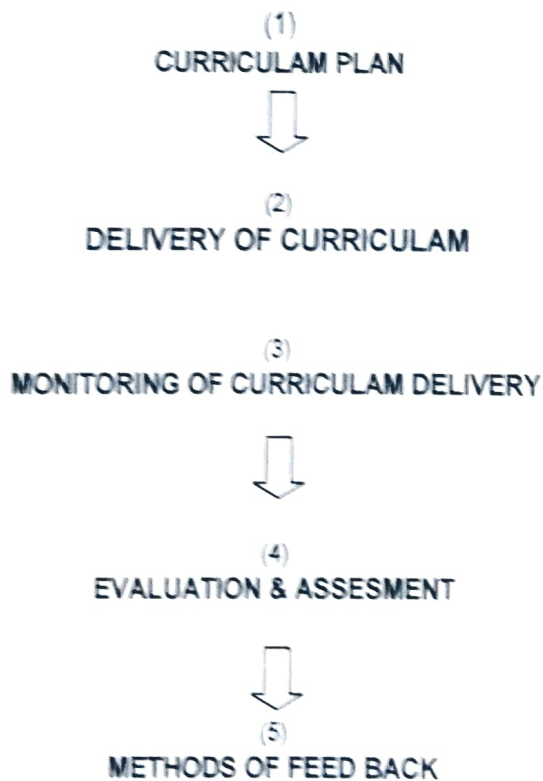 (1)
CURRICULAM PLAN
(2)
DELIVERY OF CURRICULAM
(3)
MONITORING OF CURRICULAM DELIVERY
(4)
EVALUATION & ASSESMENT
(5)
METHODS OF FEED BACK